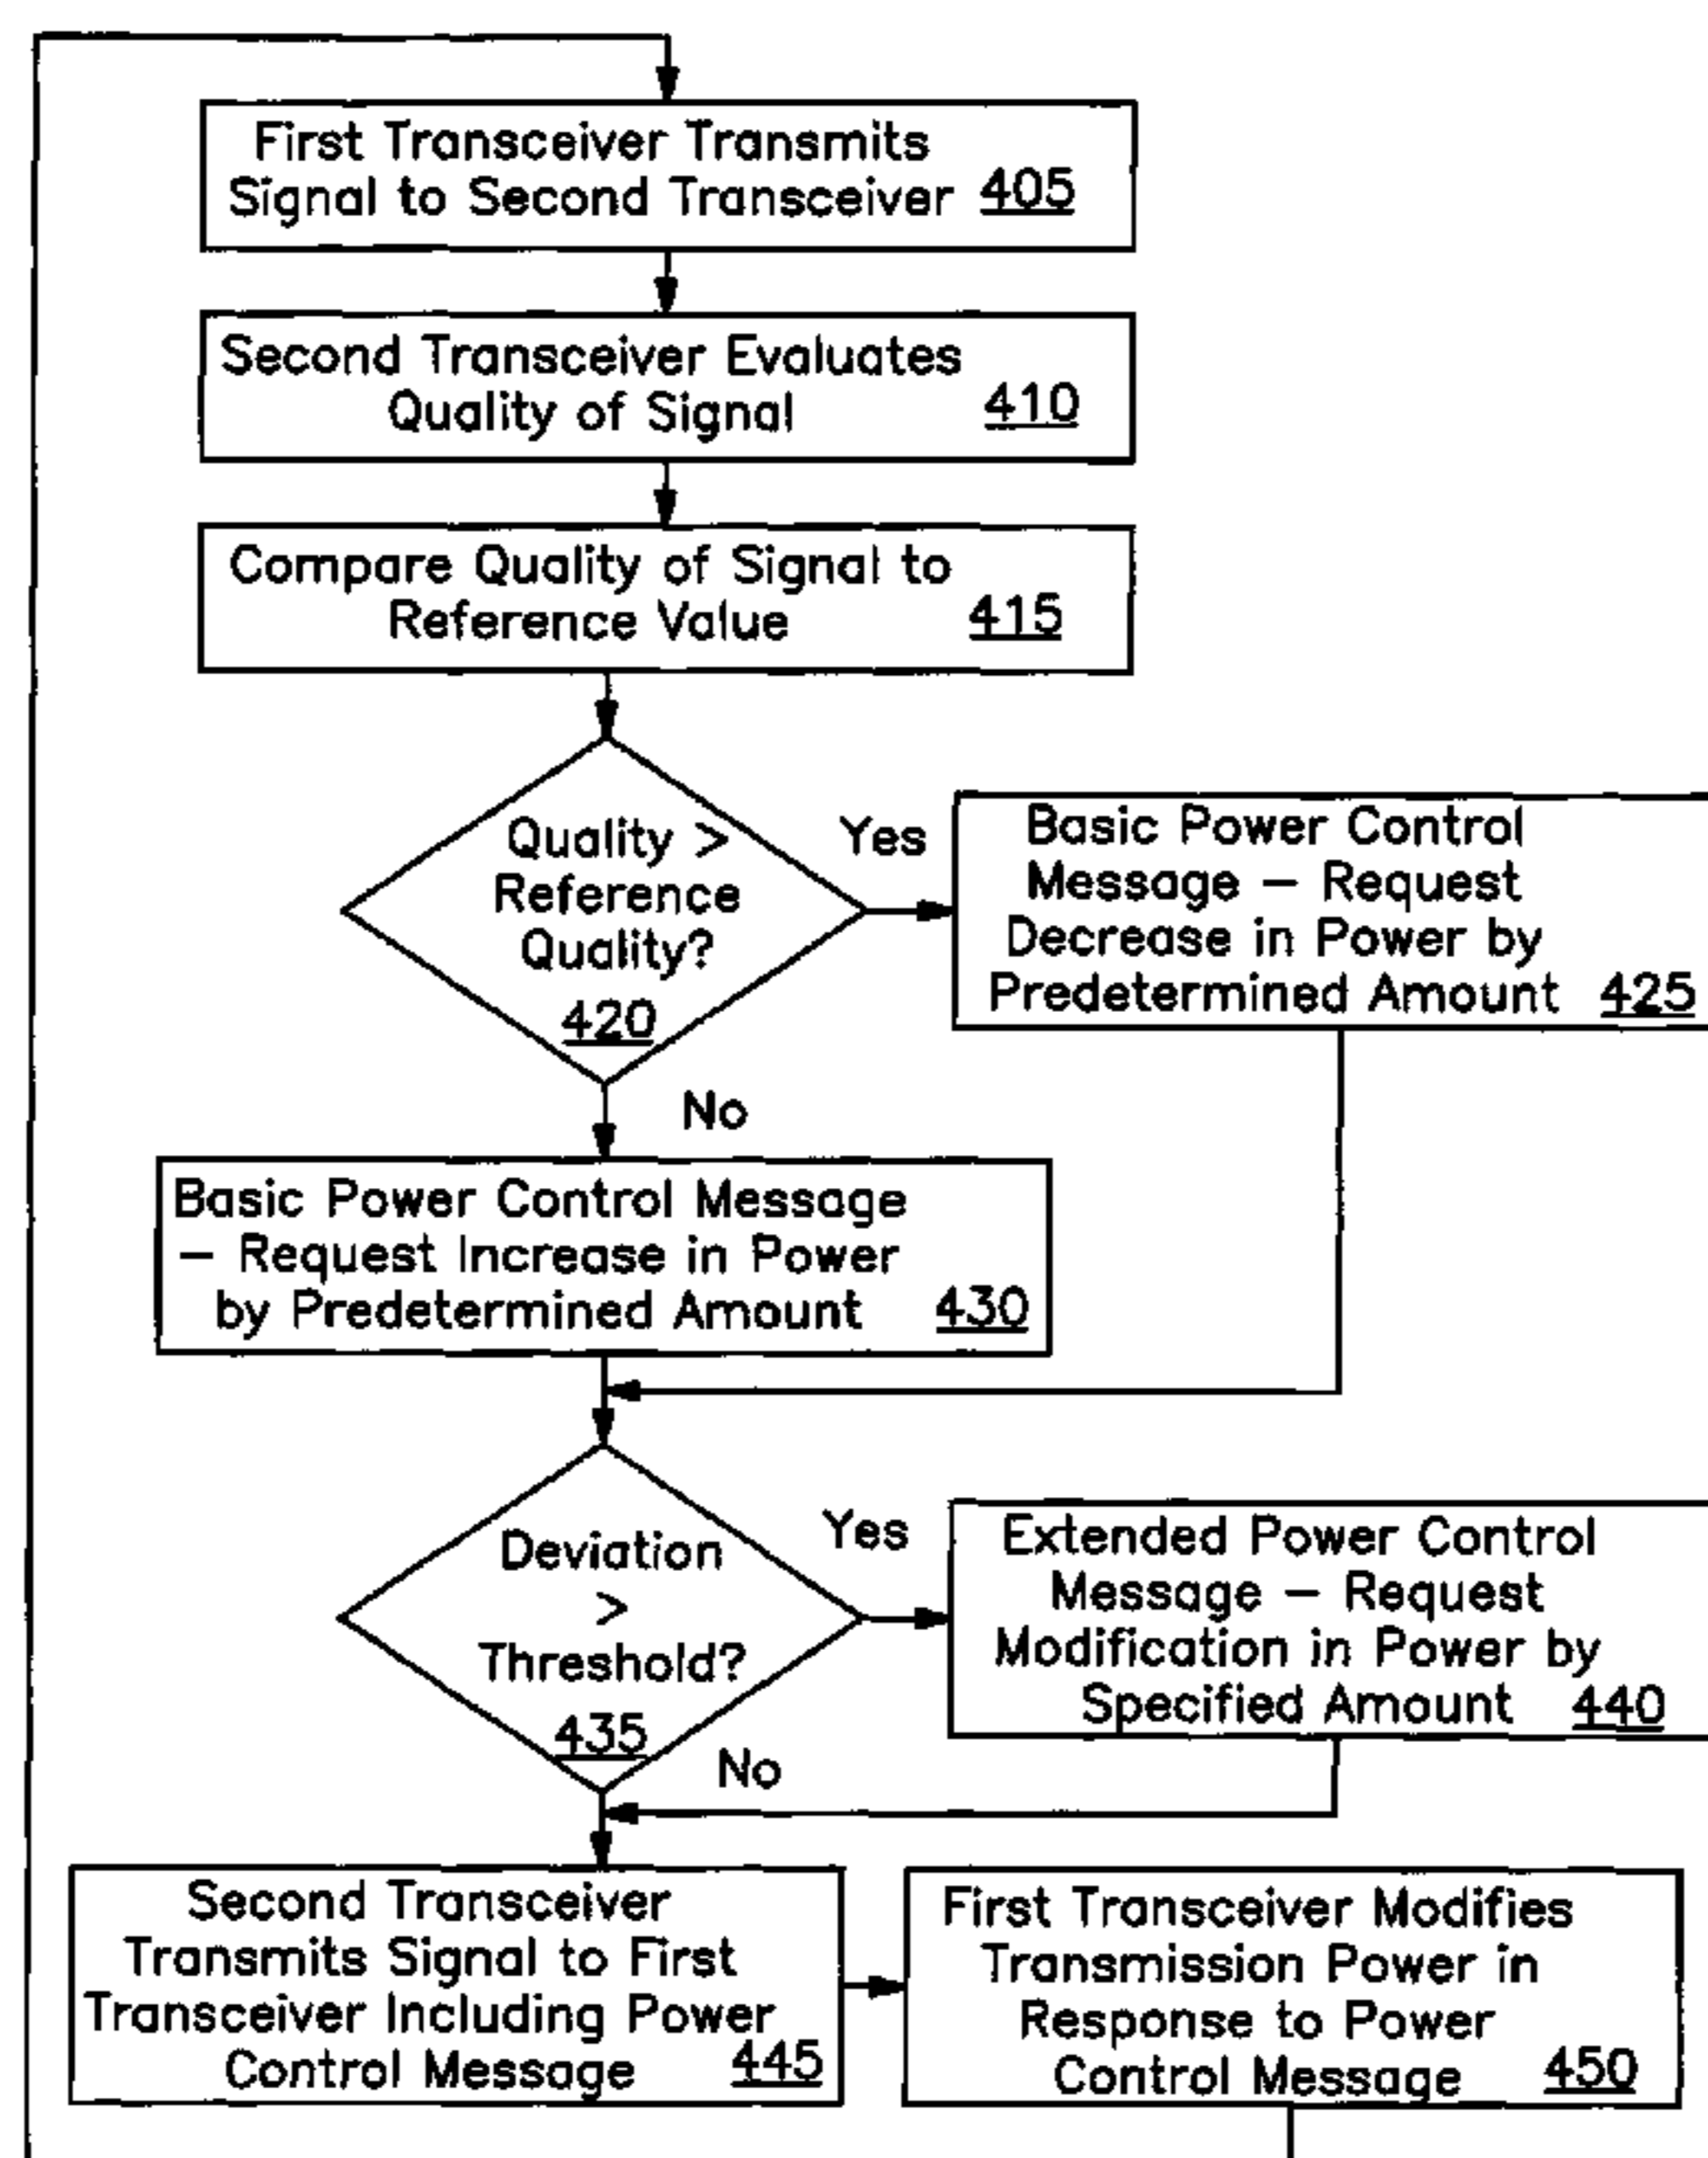 First Transceiver Transmits
Signal to Second Transceiver 405
Second Transceiver Evaluates
Quality of Signal 410
Compare Quality of Signal to
Reference Value 415
Quality >
Reference
Quality?
420
Yes
Basic Power Control
Message – Request
Decrease in Power by
Predetermined Amount 425
No
Basic Power Control Message
– Request Increase in Power
by Predetermined Amount 430
Deviation
>
Threshold?
435
Yes
Extended Power Control
Message – Request
Modification in Power by
Specified Amount 440
No
Second Transceiver
Transmits Signal to First
Transceiver Including Power
Control Message 445
First Transceiver Modifies
Transmission Power in
Response to Power
Control Message 450